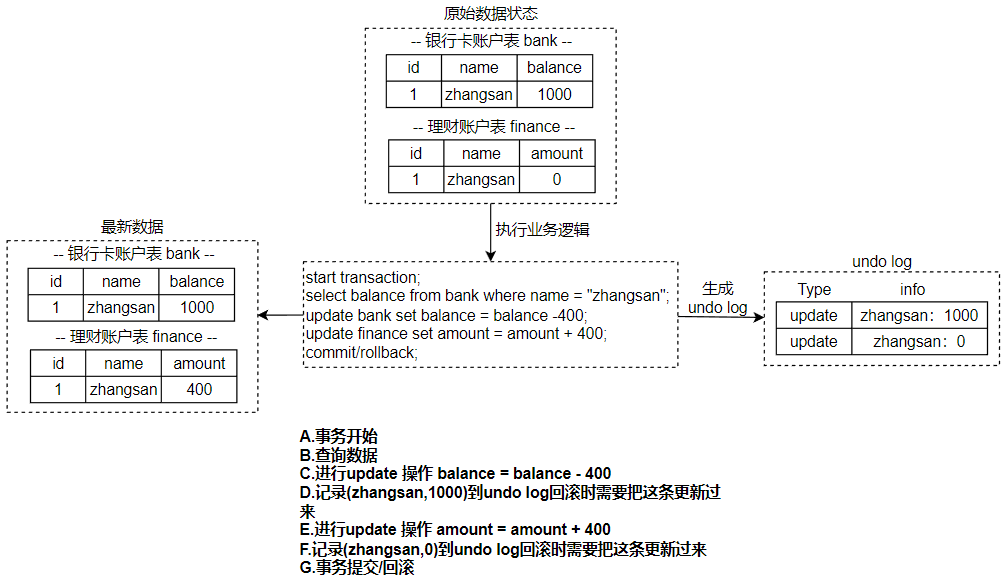 原始数据状态
-- 银行卡账户表 bank --
id name balance
1 zhangsan 1000
-- 理财账户表 finance --
id name amount
1 zhangsan 0
执行业务逻辑
最新数据
-- 银行卡账户表 bank --
id name balance
1 zhangsan 1000
-- 理财账户表 finance --
id name amount
1 zhangsan 400
start transaction;
select balance from bank where name = "zhangsan";
update bank set balance = balance -400;
update finance set amount = amount + 400;
commit/rollback;
生成
undo log
undo log
Type info
update zhangsan：1000
update zhangsan：0
A.事务开始
B.查询数据
C.进行update 操作 balance = balance - 400
D.记录(zhangsan,1000)到undo log回滚时需要把这条更新过
来
E.进行update 操作 amount = amount + 400
F.记录(zhangsan,0)到undo log回滚时需要把这条更新过来
G.事务提交/回滚